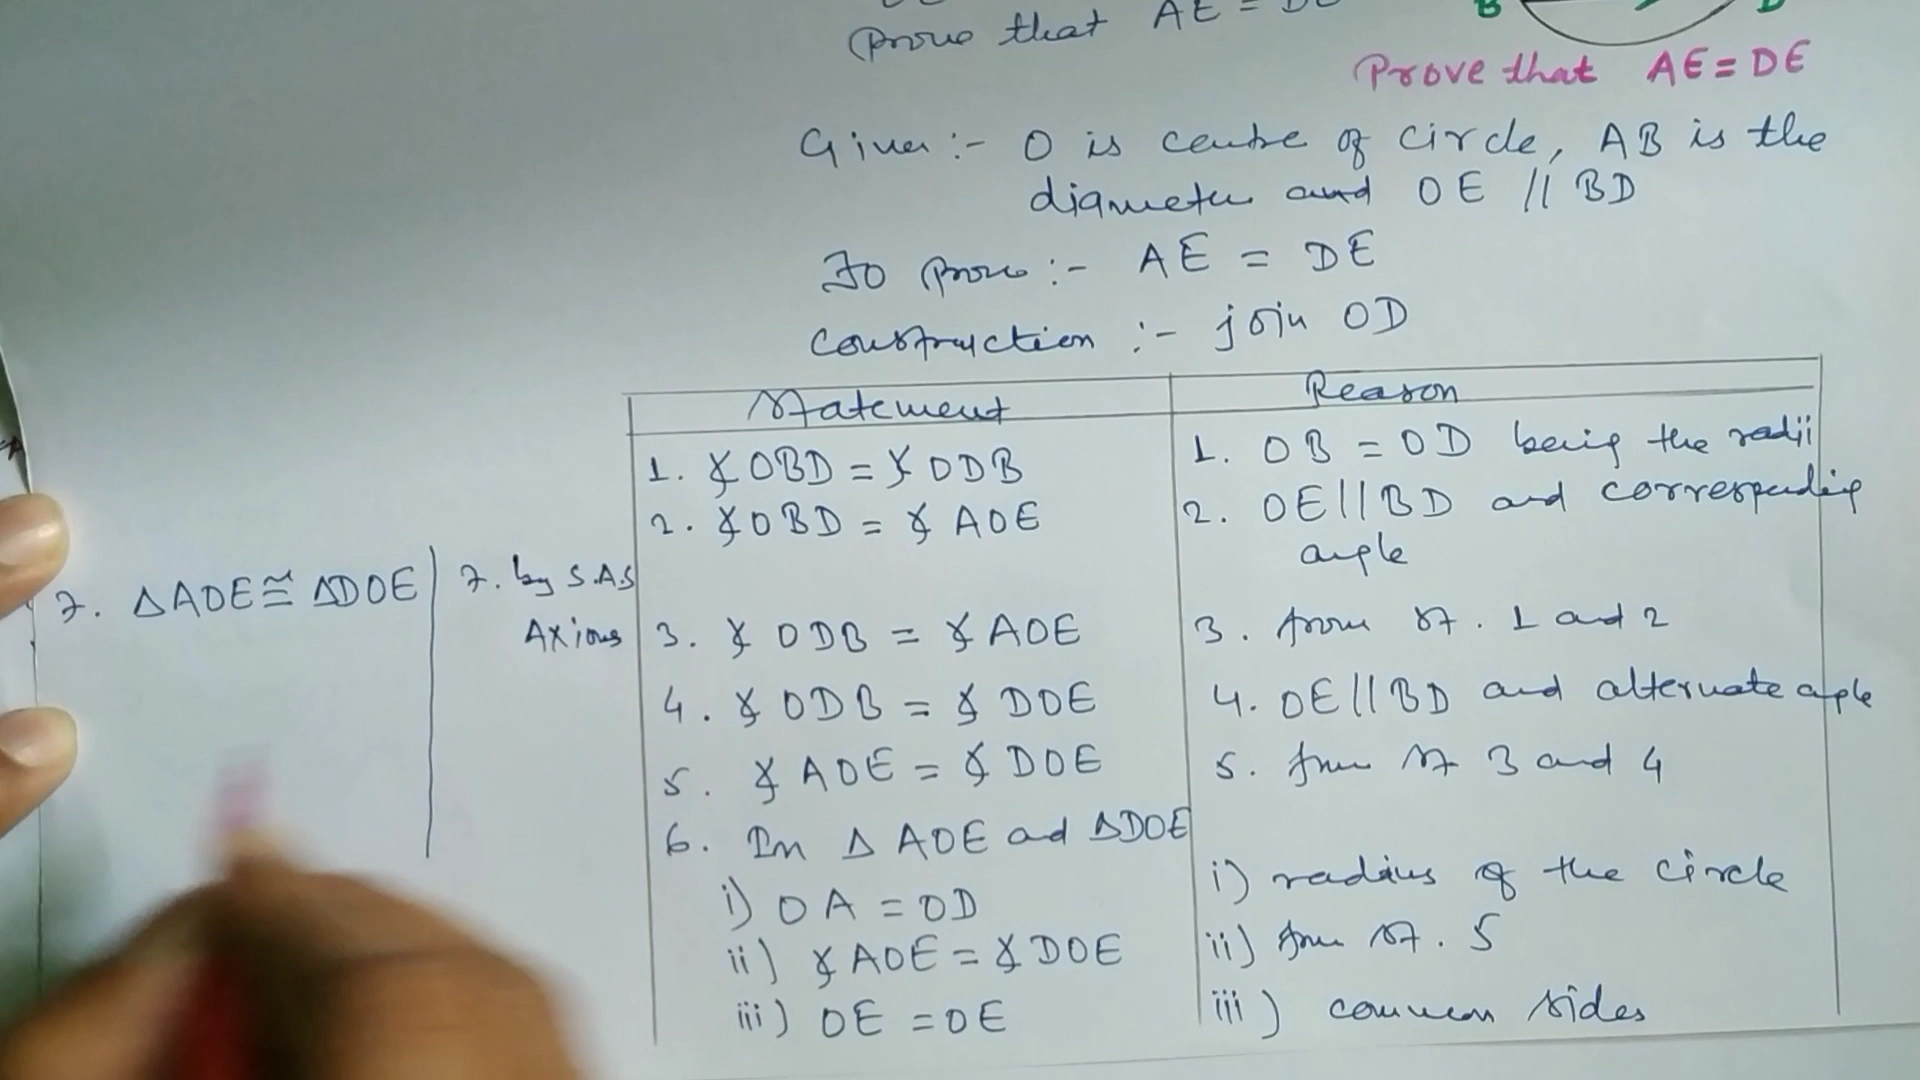 Prove that AE = DE
B D
Prove that AE = DE
Given :- O is centre of circle, AB is the
diameter and OE // BD
To prove :- AE = DE
Construction :- join OD
Statement
Reason
1. ∠OBD = ∠ODB
1. OB = OD being the radii
2. ∠OBD = ∠AOE
2. OE // BD and corresponding
angle
3. ∠ODB = ∠AOE
3. from st. 1 and 2
4. ∠ODB = ∠DOE
4. OE // BD and alternate angle
5. ∠AOE = ∠DOE
5. from st 3 and 4
6. In ΔAOE and ΔDOE
i) OA = OD
i) radius of the circle
ii) ∠AOE = ∠DOE
ii) from st. 5
iii) OE = OE
iii) common sides
7. ΔAOE ≅ ΔDOE
7. by S.A.S
Axioms